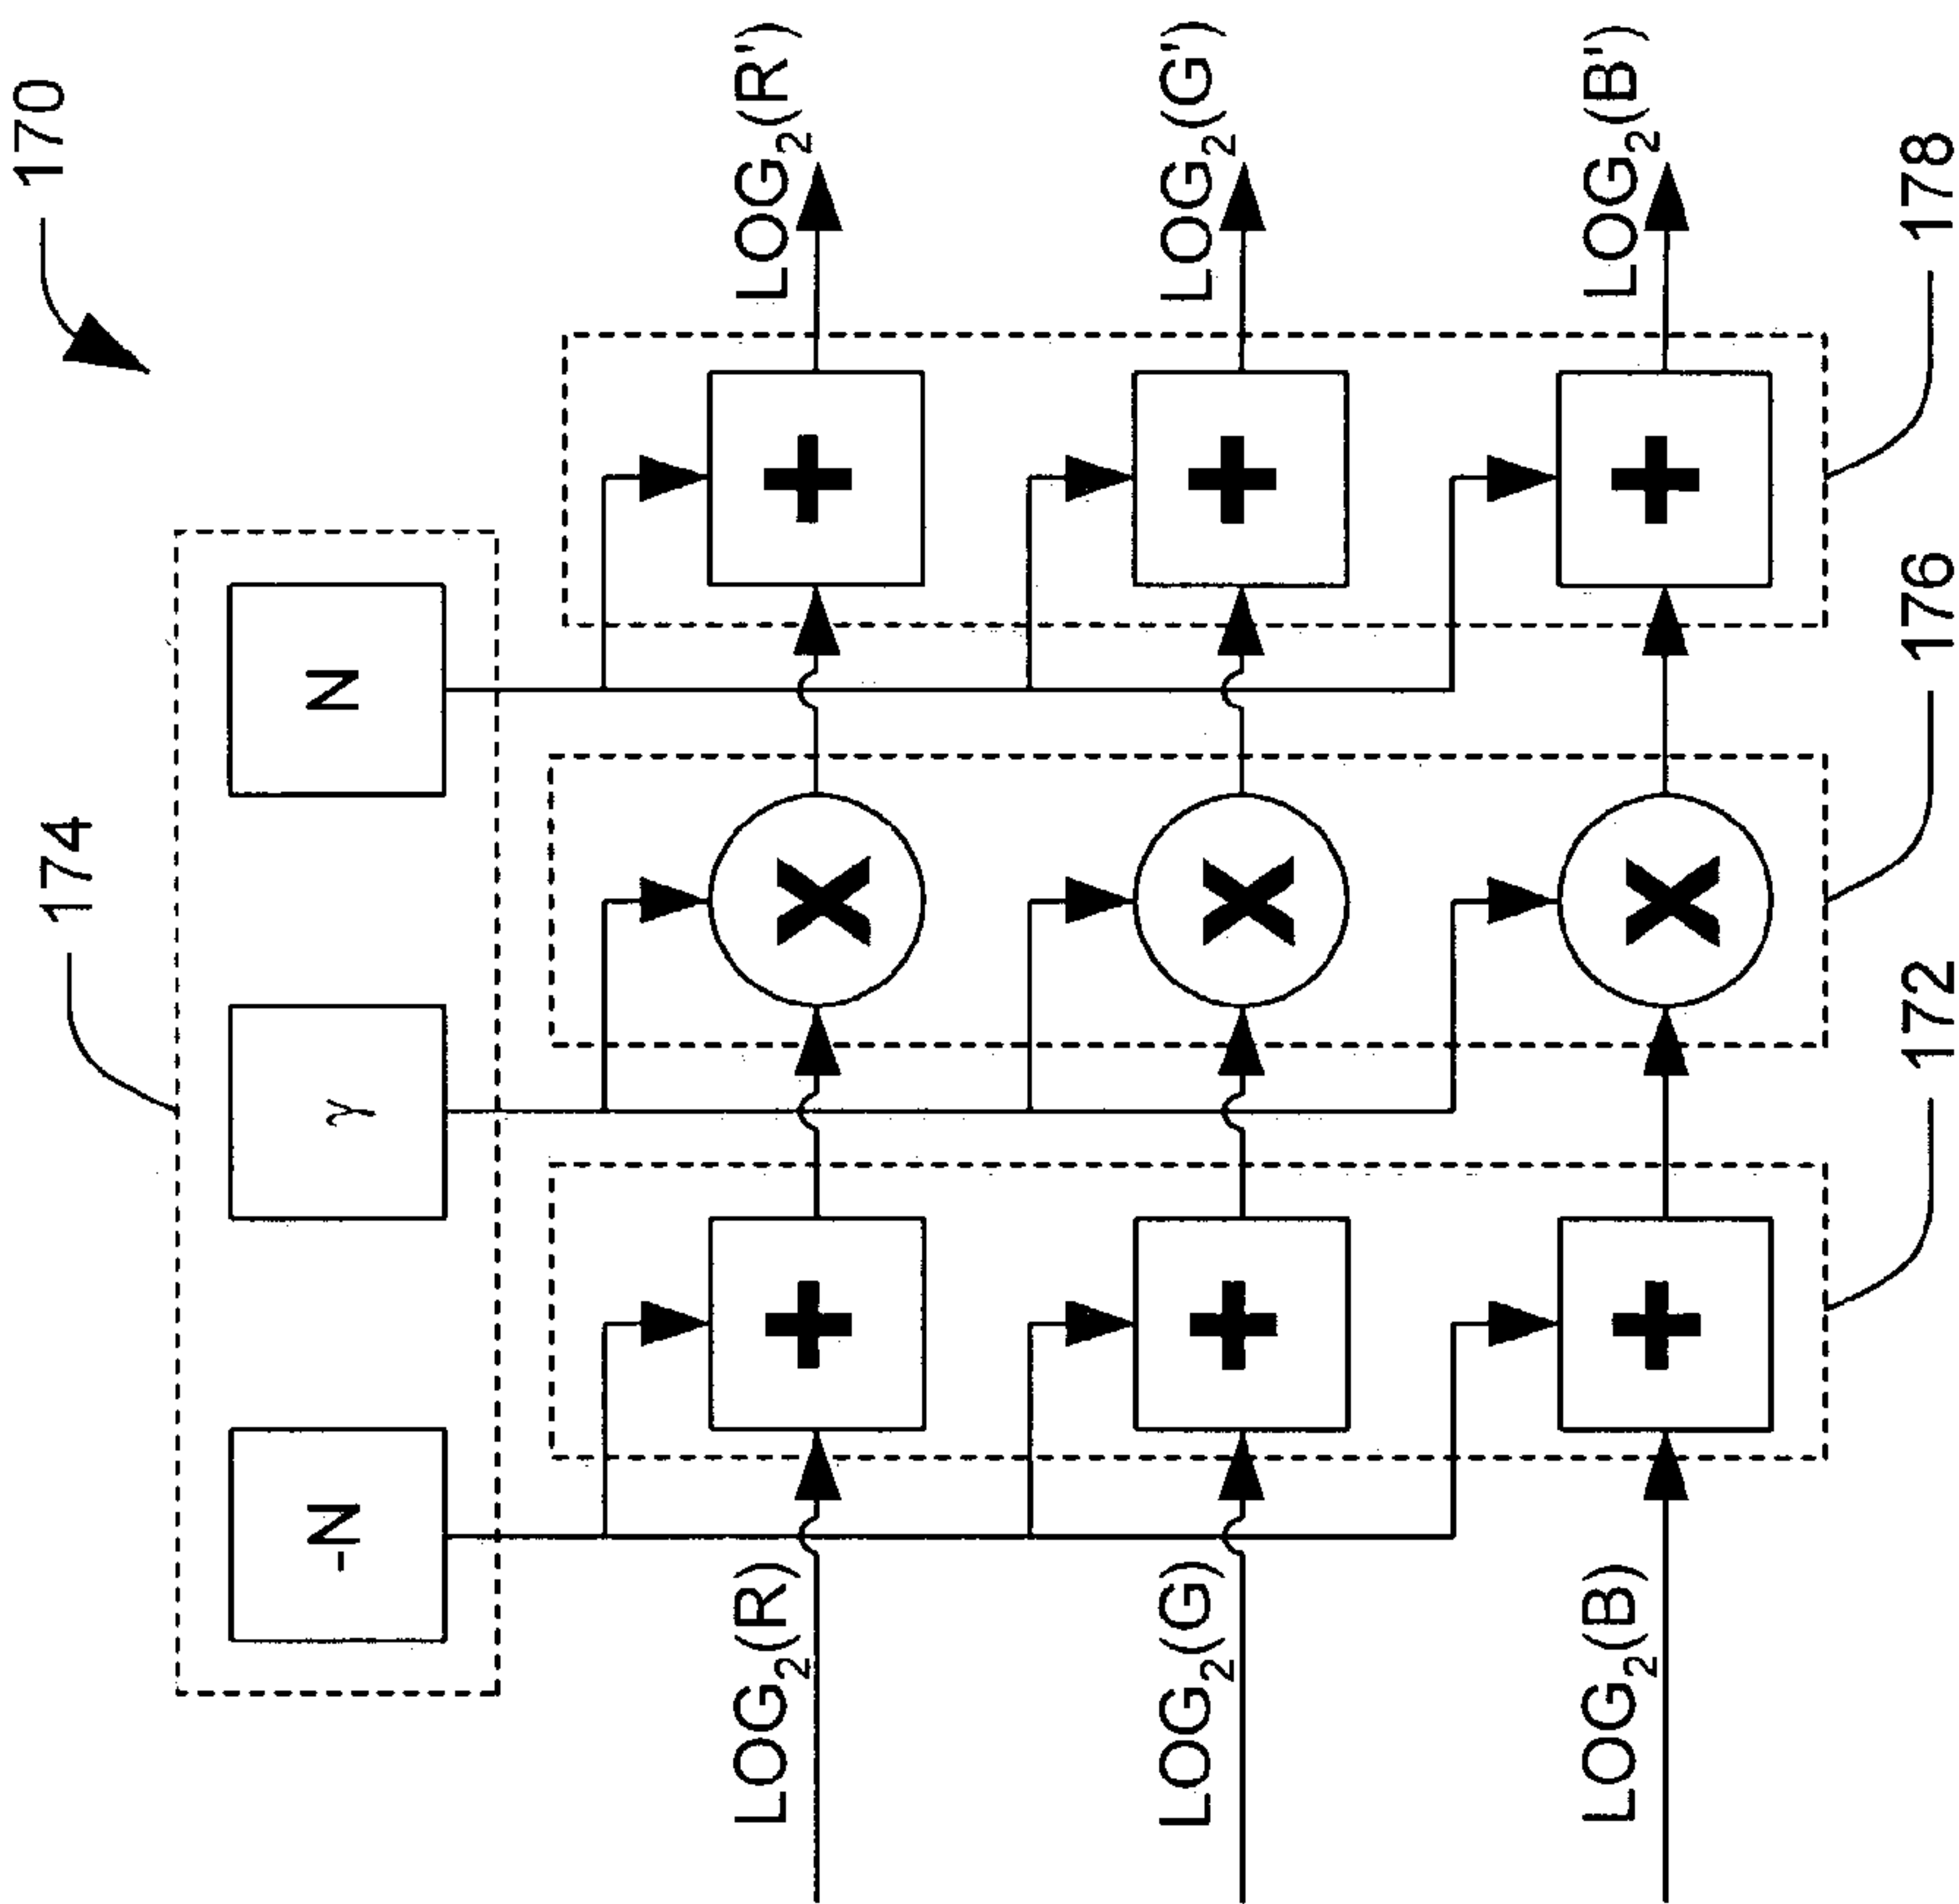 170
174
-N
γ
N
LOG2(R)
LOG2(R')
+
X
+
LOG2(G)
LOG2(G')
+
X
+
LOG2(B)
LOG2(B')
+
X
+
172
176
178